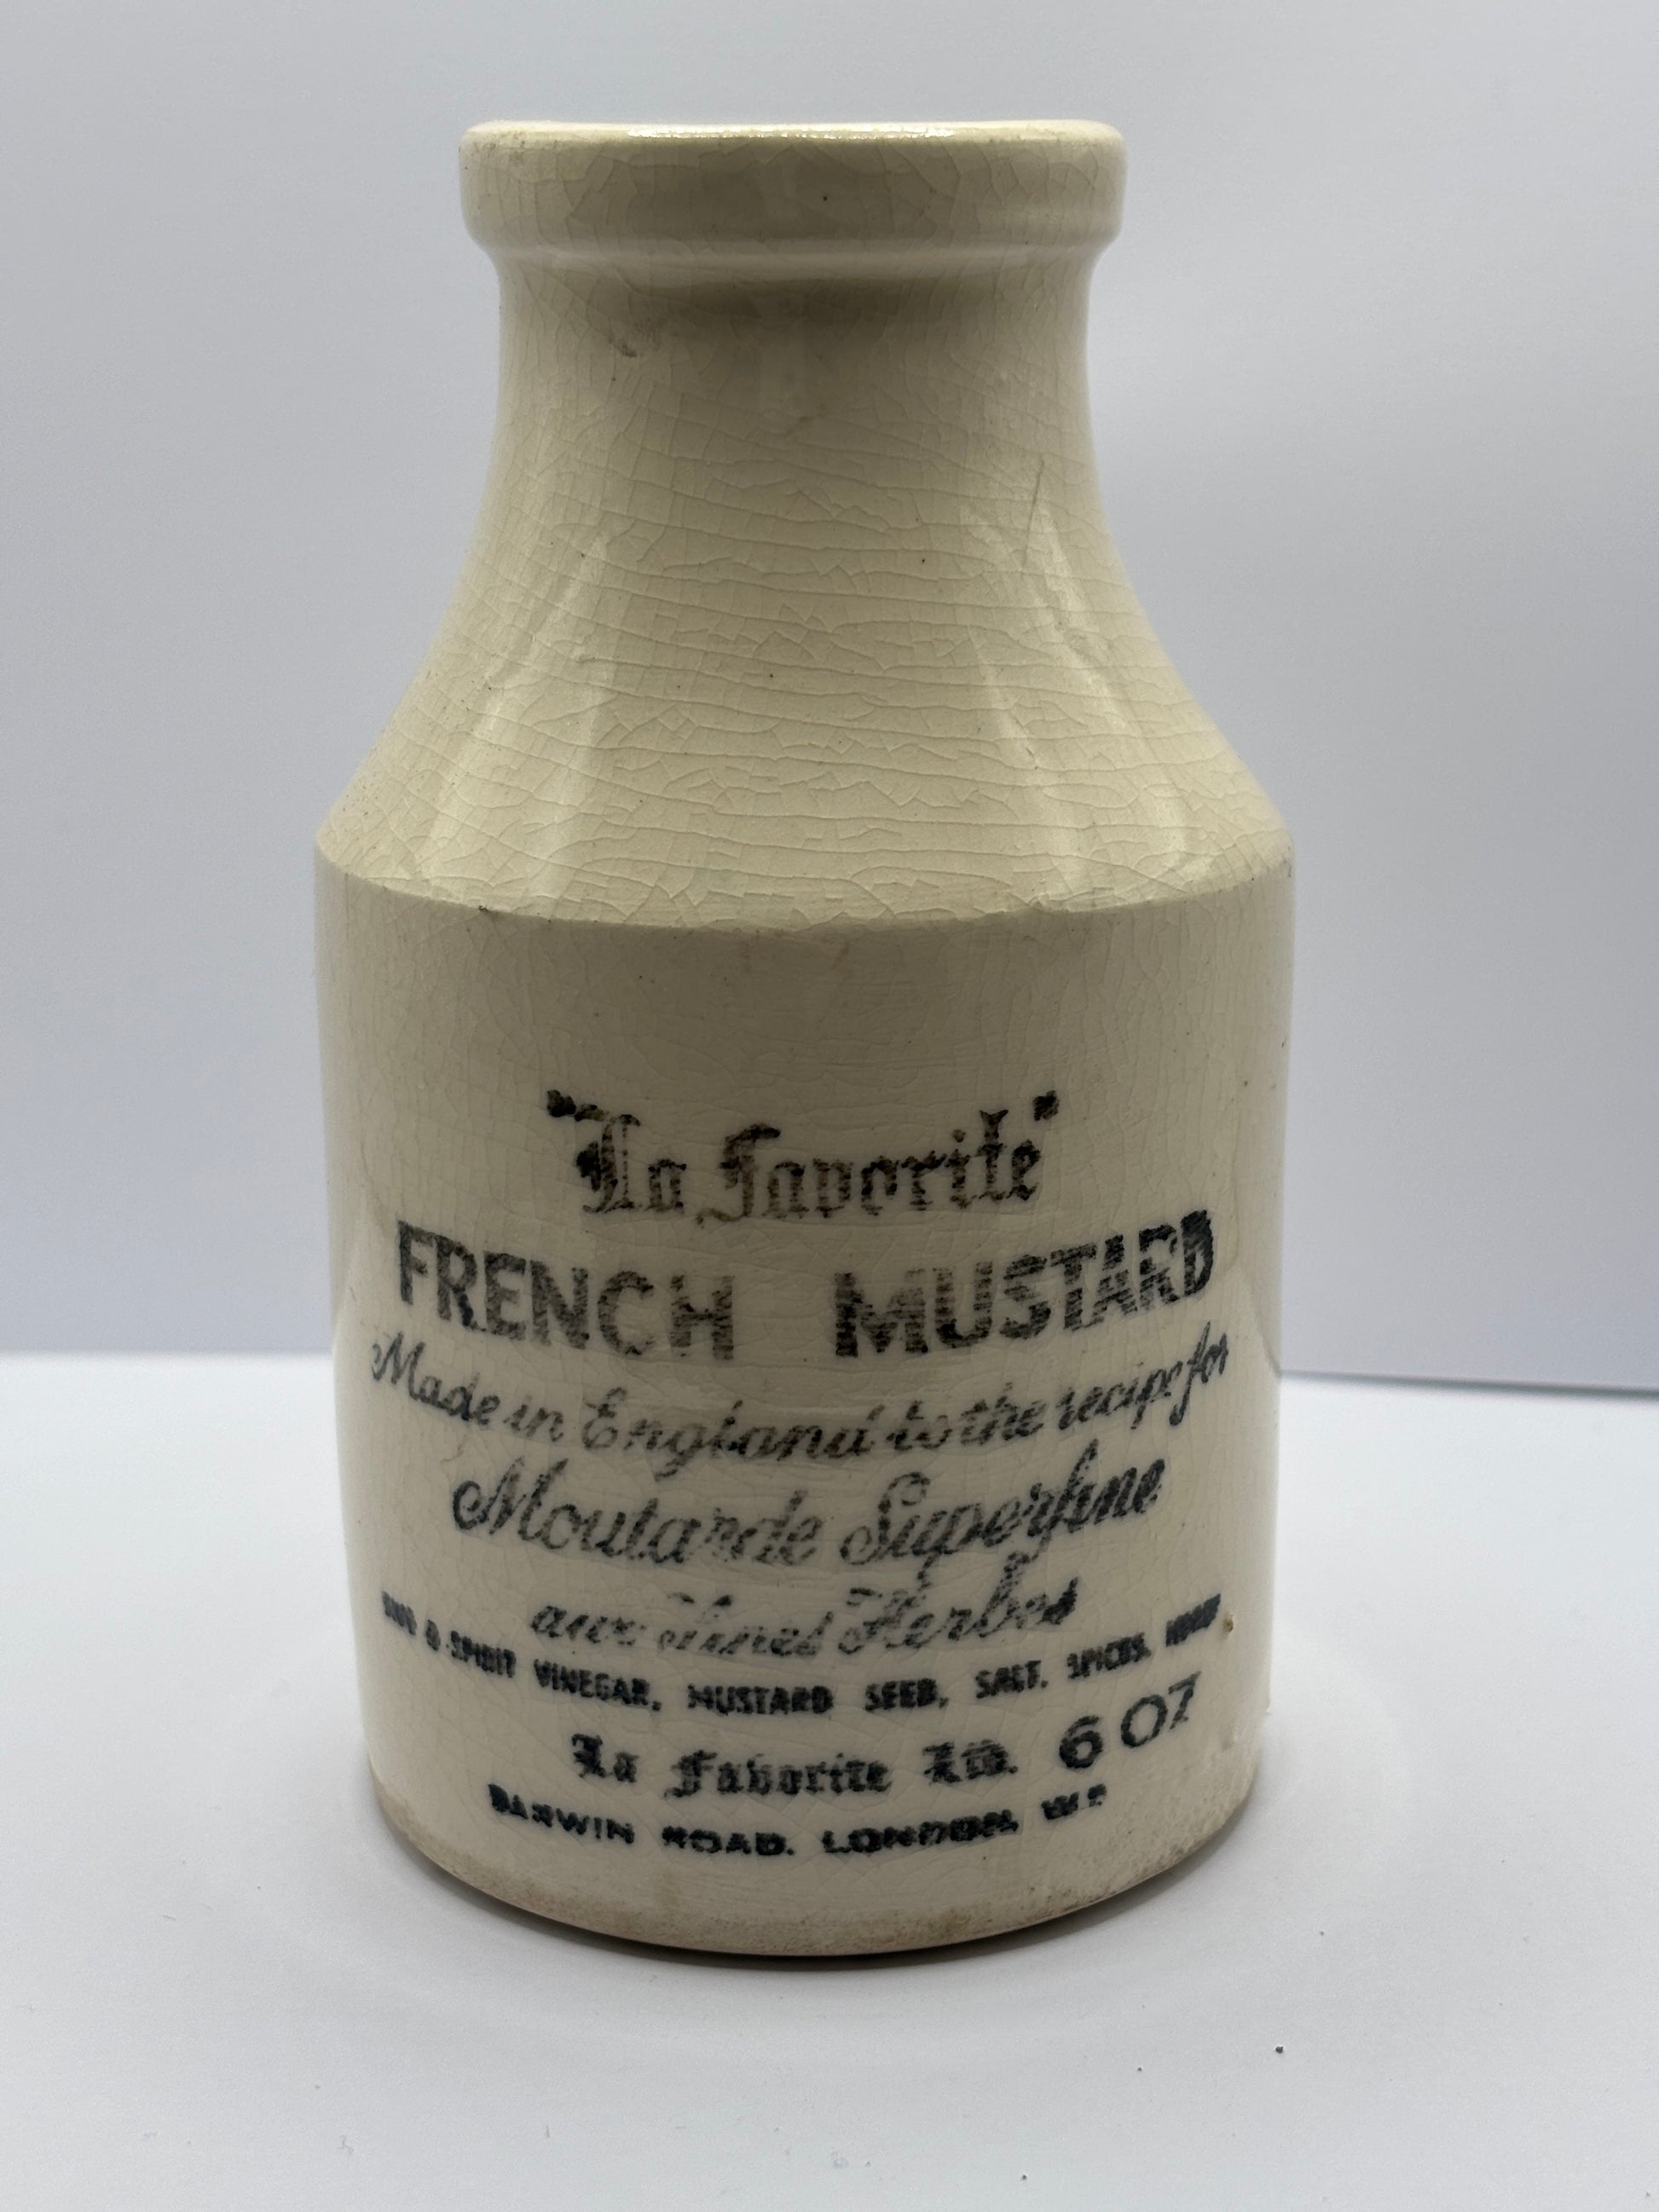 "La Favorite"
FRENCH MUSTARD
Made in England to the recipe for
Moutarde Superfine
aux Fines Herbes
& SPIRIT VINEGAR, MUSTARD SEED, SALT, SPICES,
La Favorite Ltd. 6 OZ
DARWIN ROAD. LONDON,